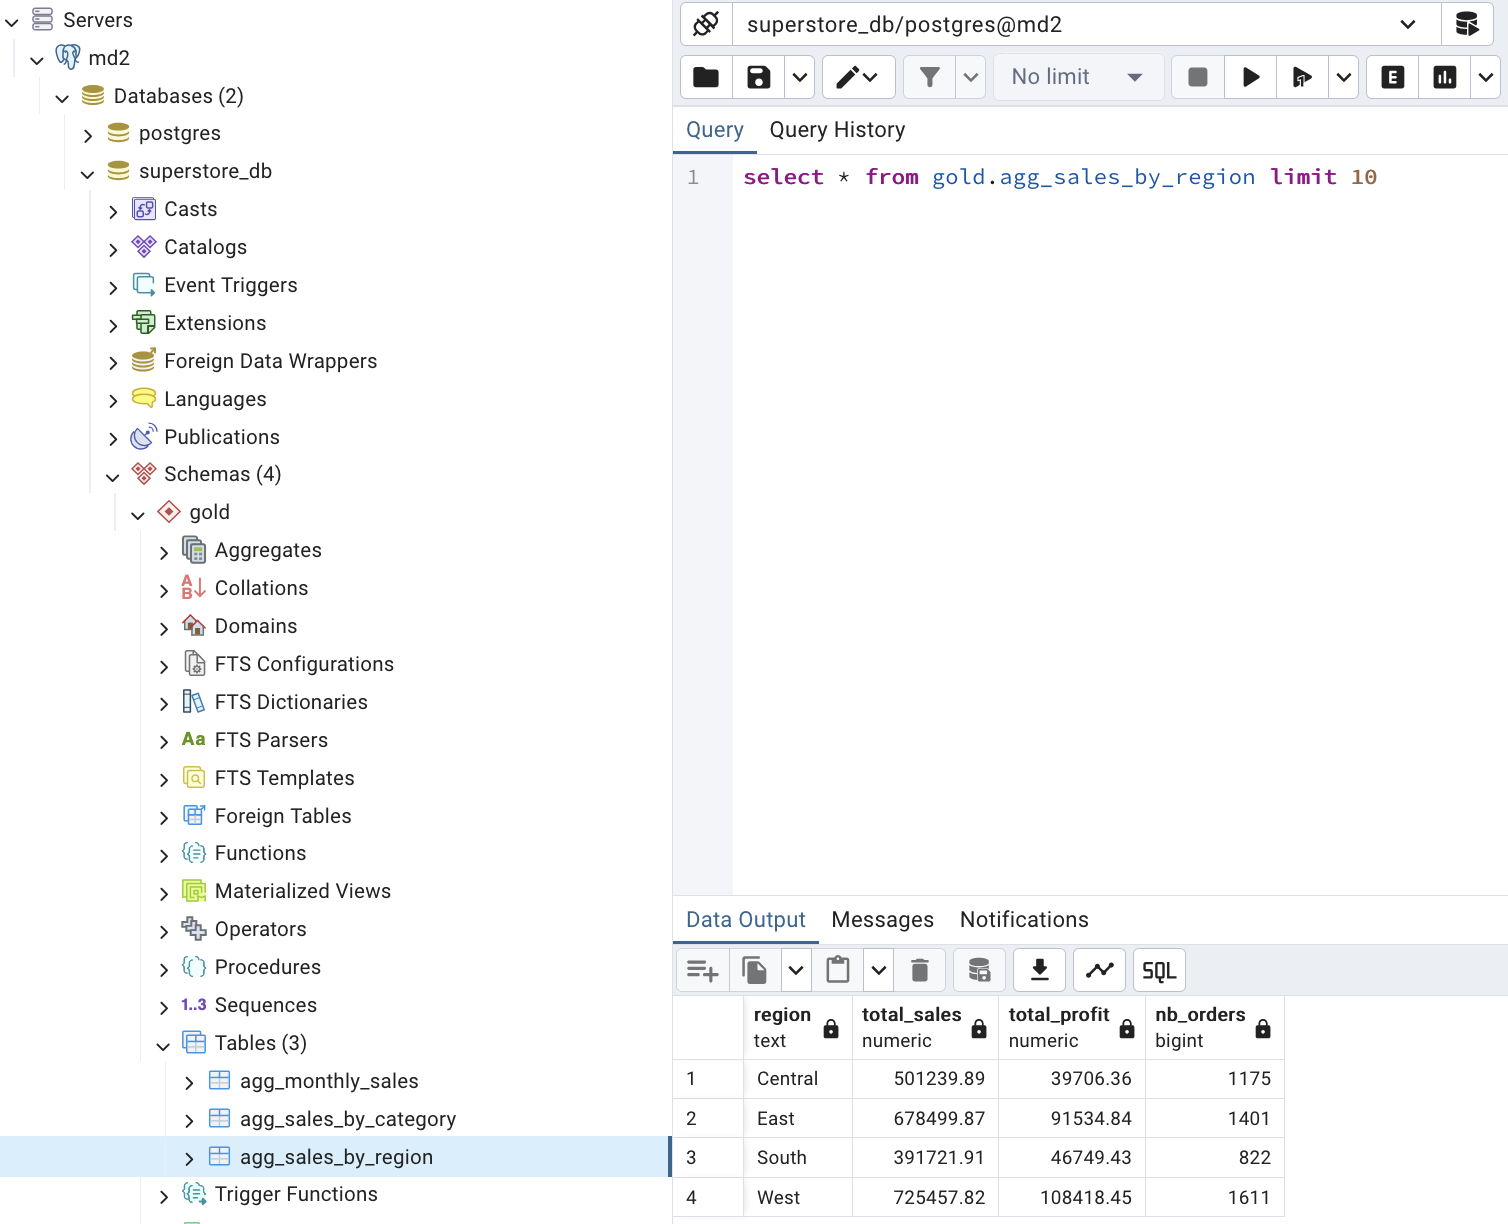 Servers
md2
Databases (2)
postgres
superstore_db
Casts
Catalogs
Event Triggers
Extensions
Foreign Data Wrappers
Languages
Publications
Schemas (4)
gold
Aggregates
Collations
Domains
FTS Configurations
FTS Dictionaries
Aa FTS Parsers
FTS Templates
Foreign Tables
Functions
Materialized Views
Operators
Procedures
1..3 Sequences
Tables (3)
agg_monthly_sales
agg_sales_by_category
agg_sales_by_region
Trigger Functions
superstore_db/postgres@md2
No limit E
Query Query History
1 select * from gold.agg_sales_by_region limit 10
Data Output Messages Notifications
SQL
region total_sales total_profit nb_orders
text numeric numeric bigint
1 Central 501239.89 39706.36 1175
2 East 678499.87 91534.84 1401
3 South 391721.91 46749.43 822
4 West 725457.82 108418.45 1611